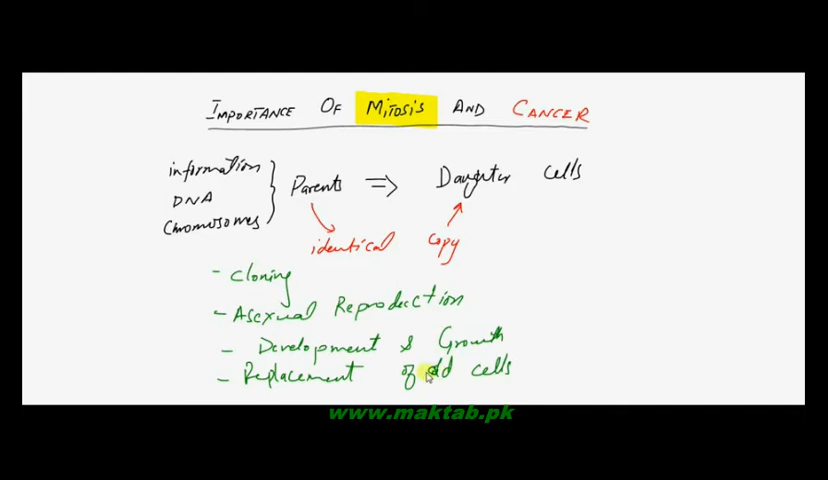 IMPORTANCE OF MITOSIS AND CANCER
information
DNA
Chromosomes
Parents => Daughter cells
identical copy
- Cloning
- Asexual Reproduction
- Development & Growth
- Replacement of old cells
www.maktab.pk